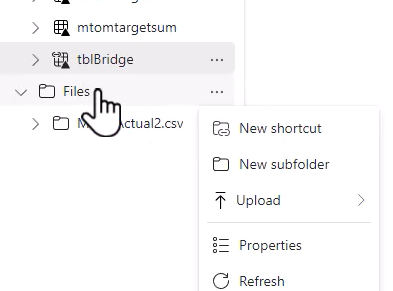 mtomtargetsum
tblBridge
...
Files
...
Actual2.csv
New shortcut
New subfolder
Upload
Properties
Refresh